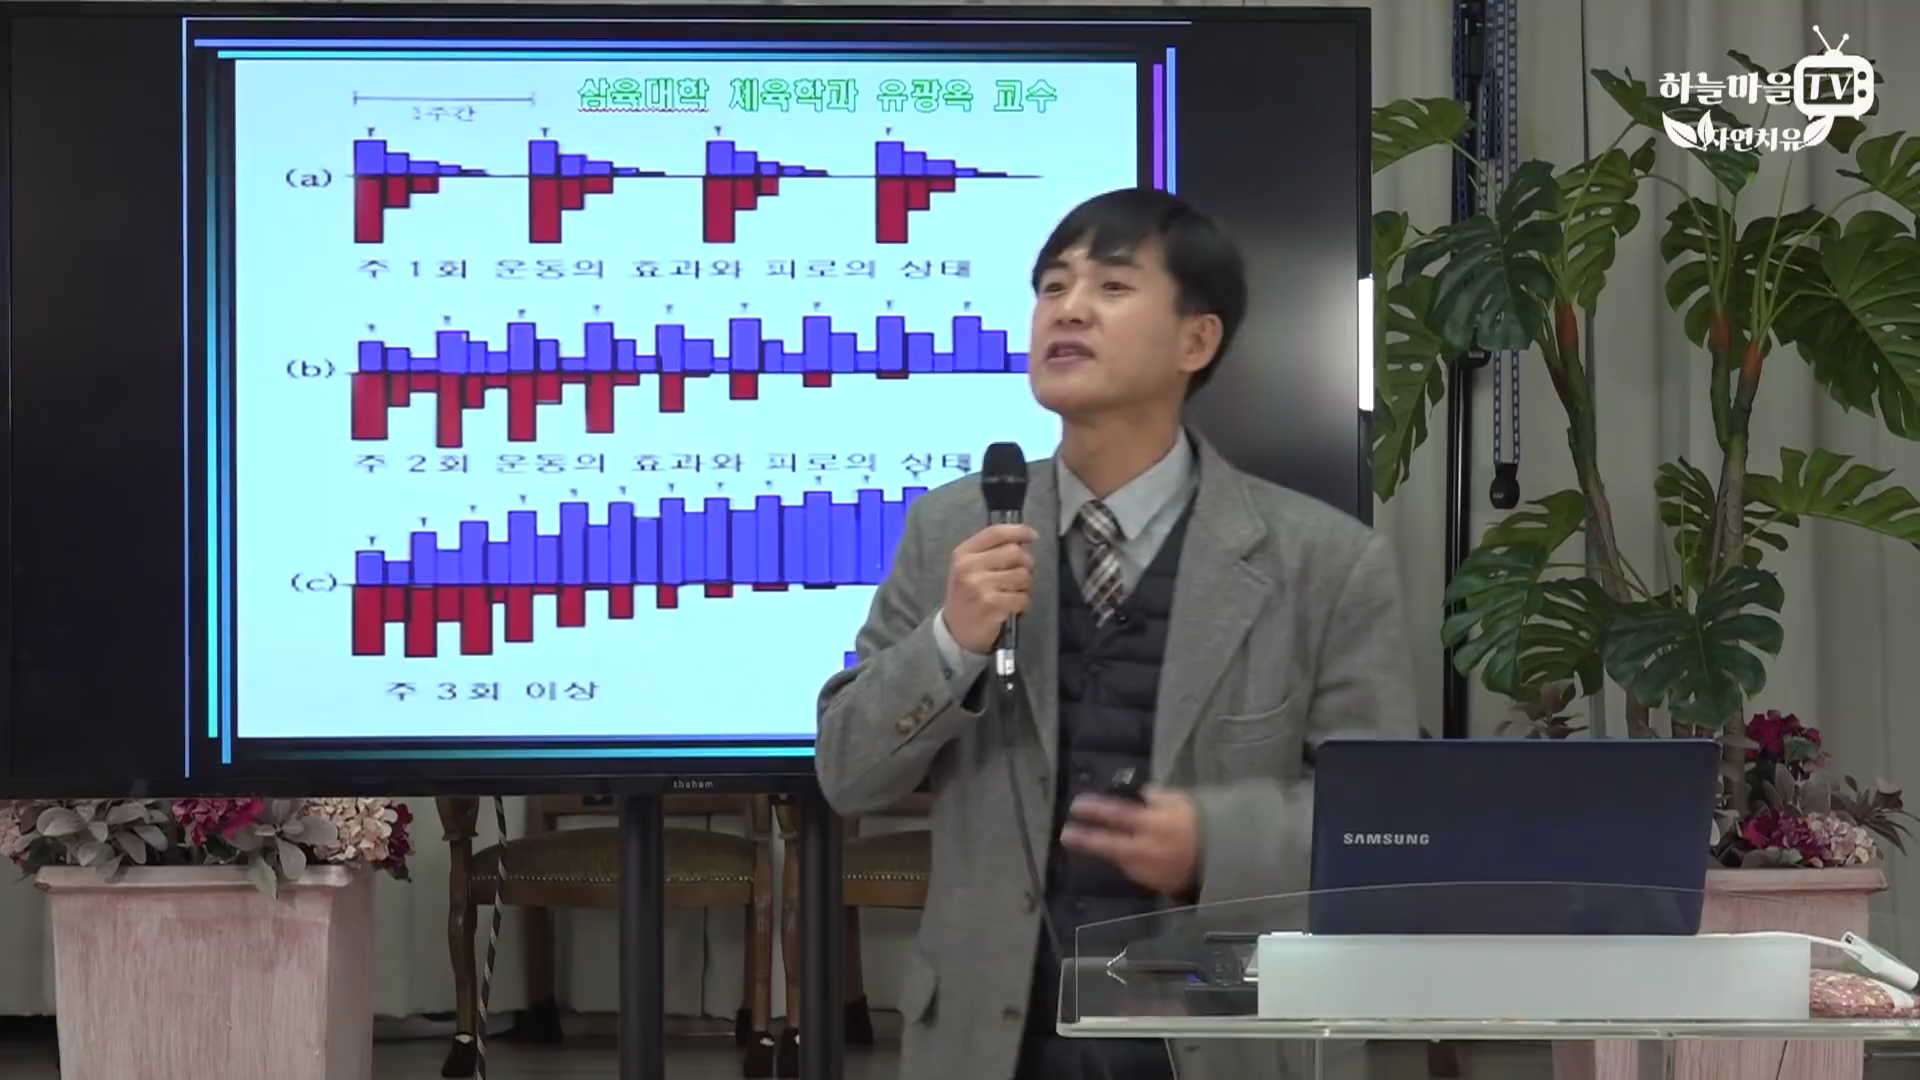 삼육대학 체육학과 유광옥 교수
1주간
(a)
주 1회 운동의 효과와 피로의 상태
(b)
주 2회 운동의 효과와 피로의 상태
(c)
주 3회 이상
thaham
SAMSUNG
하늘마을 TV
자연치유